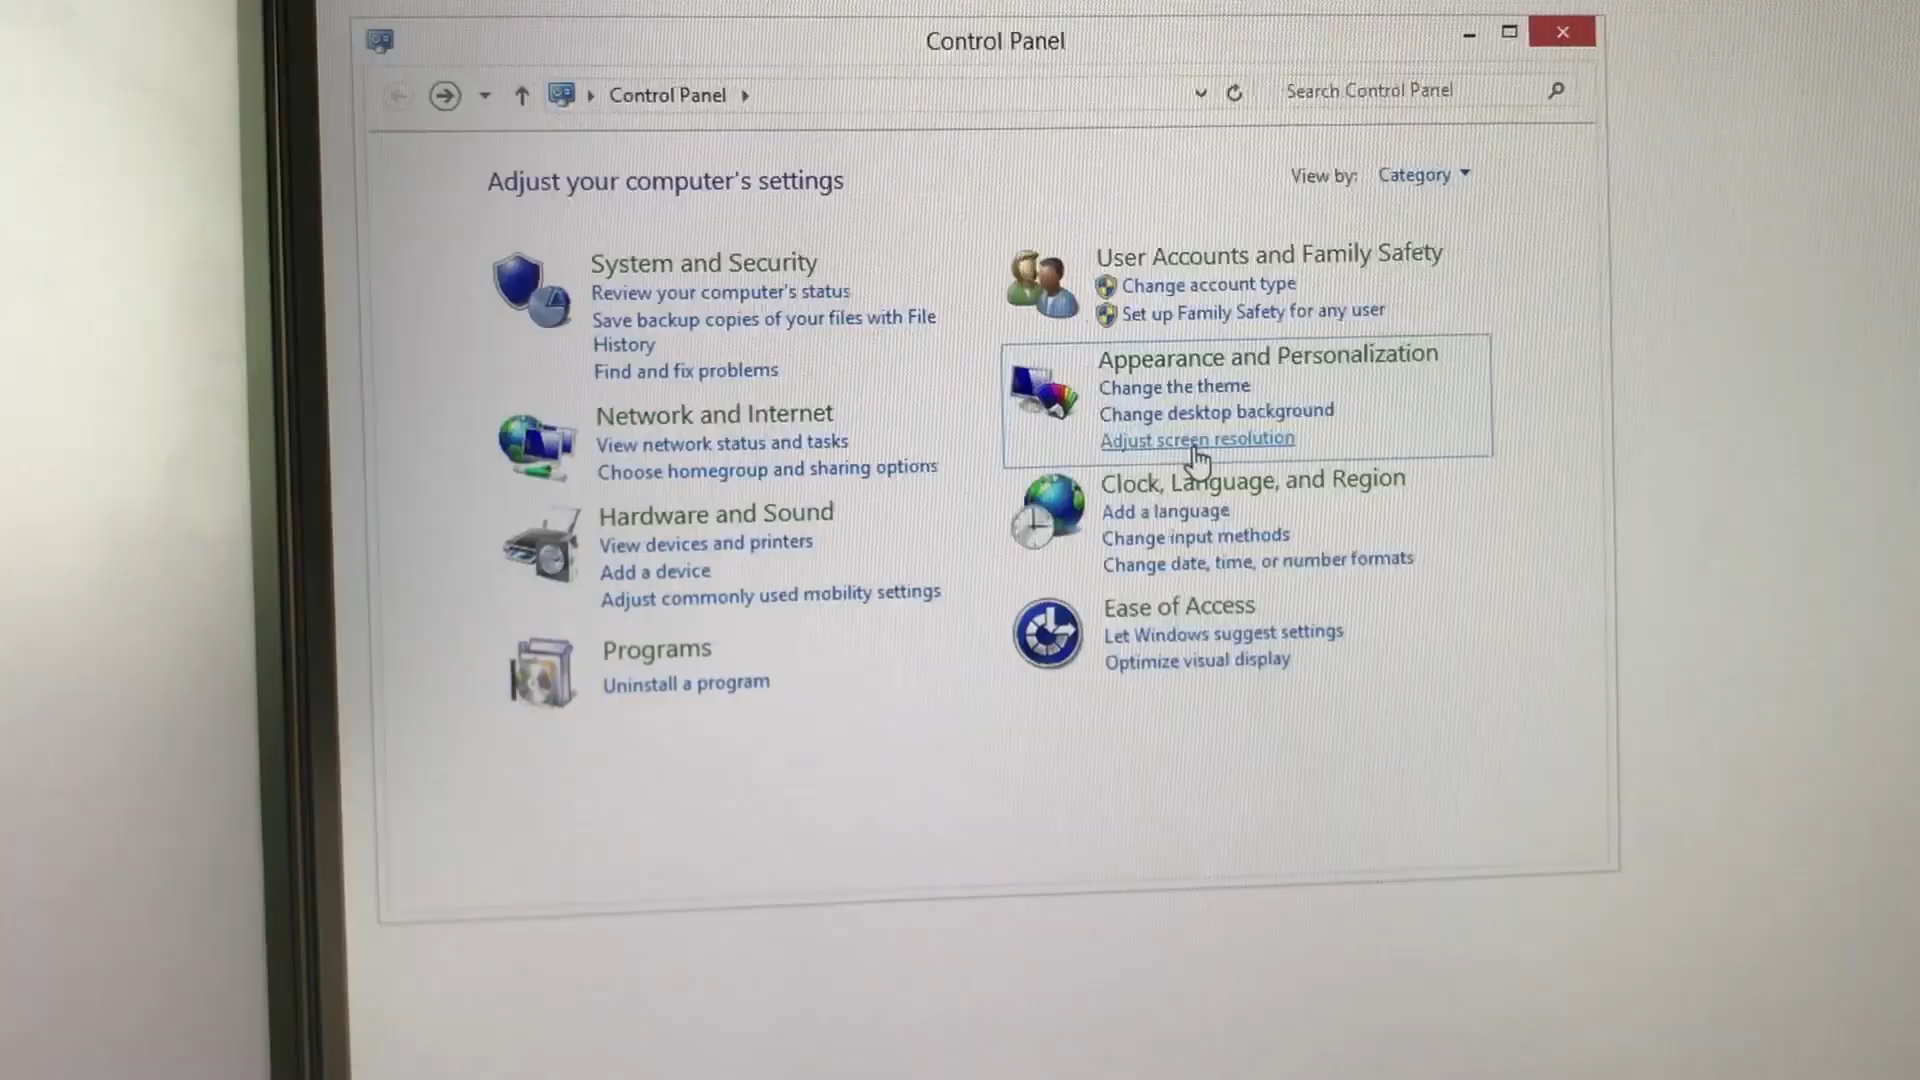 Control Panel
Control Panel
Search Control Panel
Adjust your computer's settings
View by: Category
System and Security
Review your computer's status
Save backup copies of your files with File
History
Find and fix problems
Network and Internet
View network status and tasks
Choose homegroup and sharing options
Hardware and Sound
View devices and printers
Add a device
Adjust commonly used mobility settings
Programs
Uninstall a program
User Accounts and Family Safety
Change account type
Set up Family Safety for any user
Appearance and Personalization
Change the theme
Change desktop background
Adjust screen resolution
Clock, Language, and Region
Add a language
Change input methods
Change date, time, or number formats
Ease of Access
Let Windows suggest settings
Optimize visual display